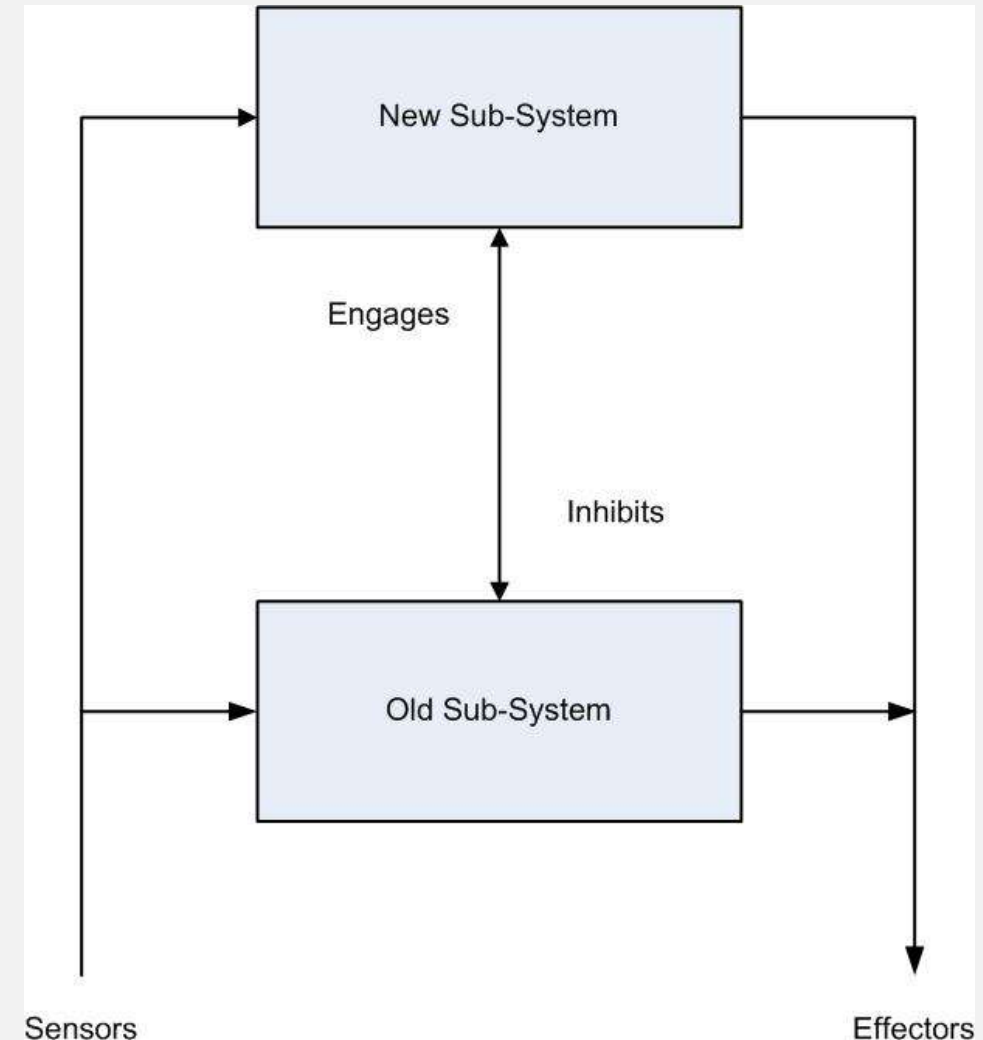 New Sub-System
Engages
Inhibits
Old Sub-System
Sensors
Effectors